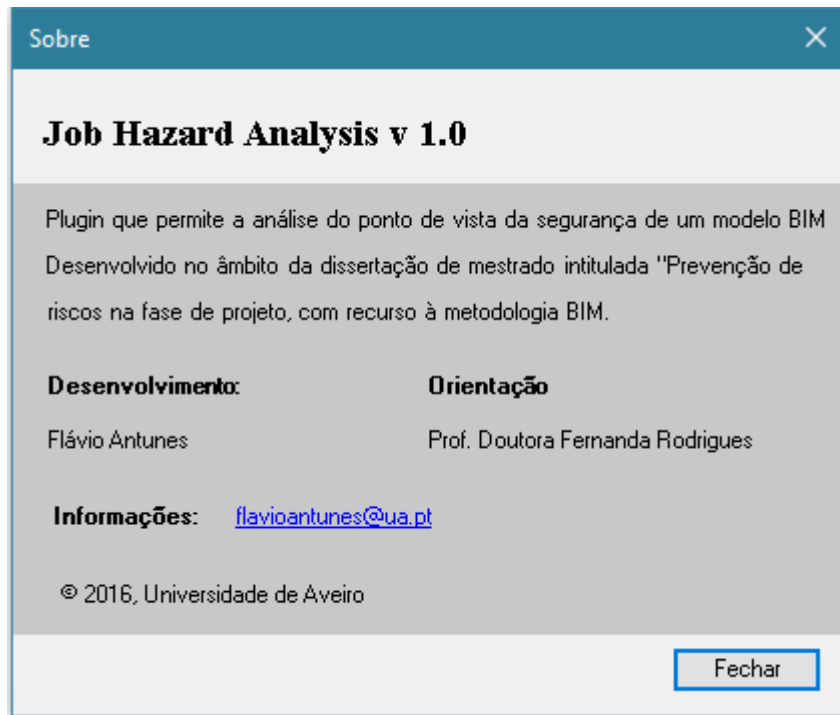 Sobre
Job Hazard Analysis v 1.0
Plugin que permite a análise do ponto de vista da segurança de um modelo BIM
Desenvolvido no âmbito da dissertação de mestrado intitulada "Prevenção de
riscos na fase de projeto, com recurso à metodologia BIM.
Desenvolvimento: Orientação
Flávio Antunes Prof. Doutora Fernanda Rodrigues
Informações: flavioantunes@ua.pt
© 2016, Universidade de Aveiro
Fechar